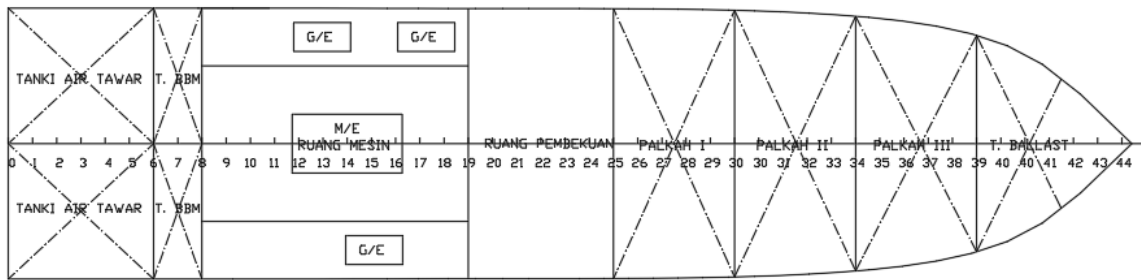 G/E G/E
TANKI AIR TAWAR T. BBM
M/E
RUANG MESIN RUANG PEMBEKUAN PALKAH I PALKAH II PALKAH III T. BALLAST
0 1 2 3 4 5 6 7 8 9 10 11 12 13 14 15 16 17 18 19 20 21 22 23 24 25 26 27 28 29 30 30 31 32 33 34 35 36 37 38 39 40 41 42 43 44
TANKI AIR TAWAR T. BBM
G/E